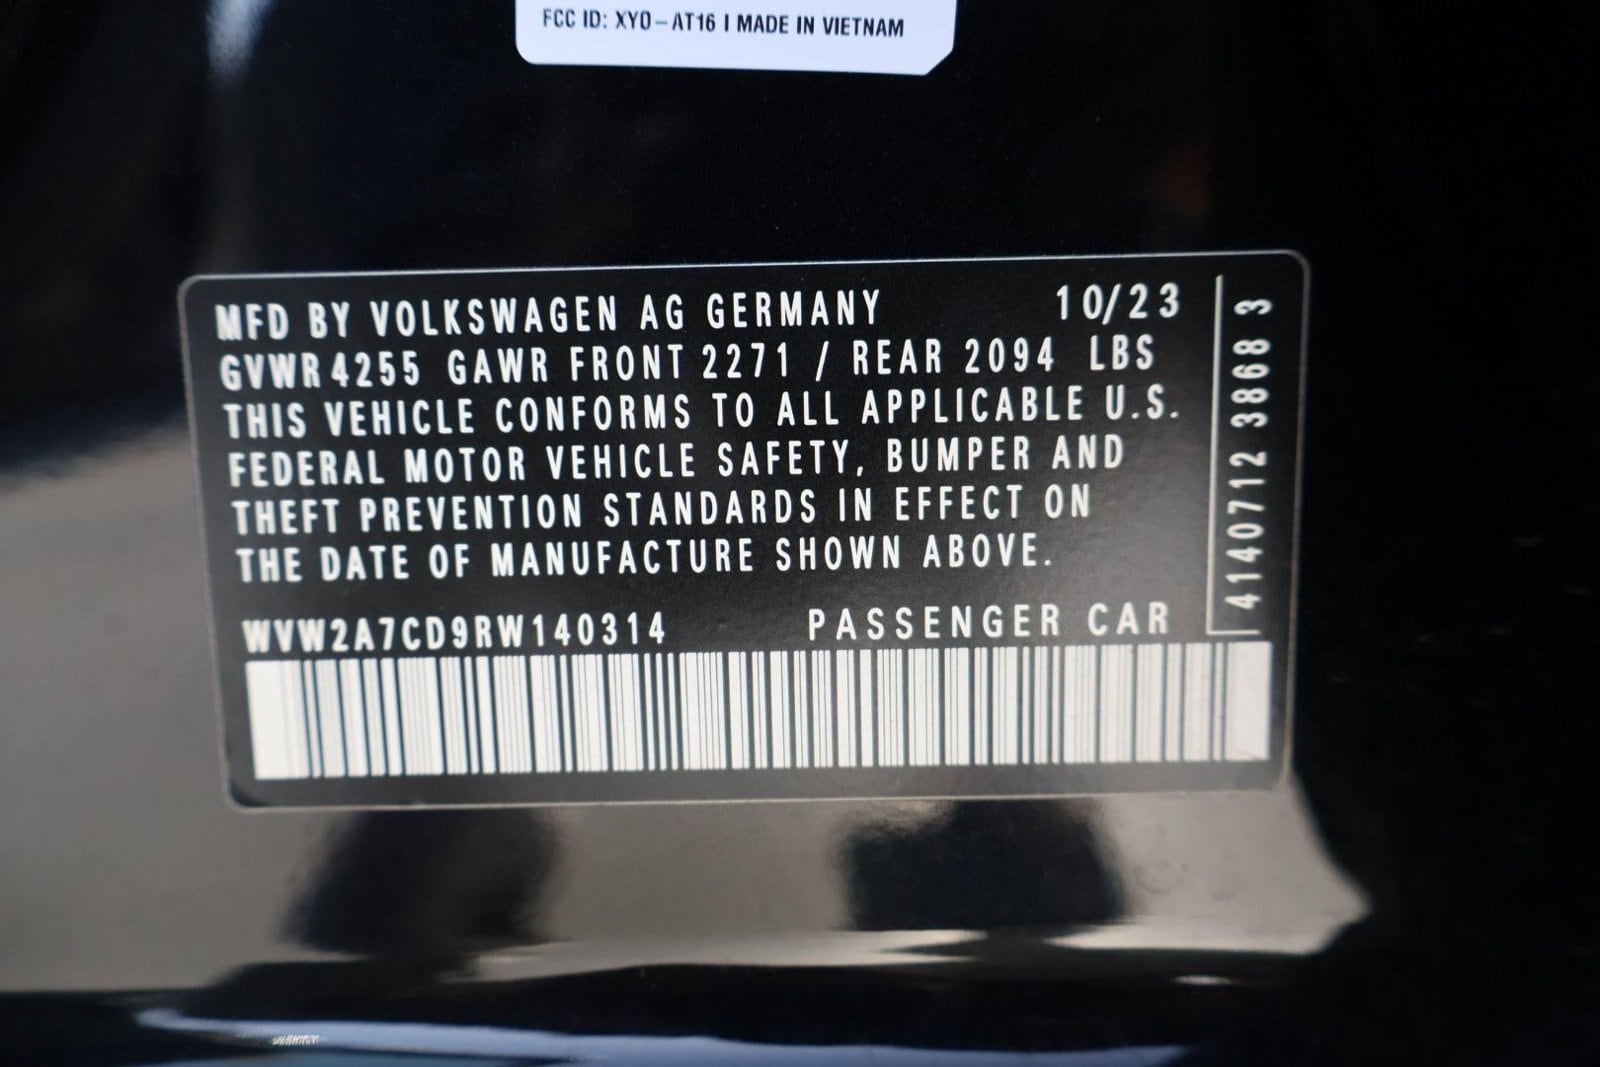 FCC ID: XYO-AT16 I MADE IN VIETNAM
MFD BY VOLKSWAGEN AG GERMANY 10/23
GVWR 4255 GAWR FRONT 2271 / REAR 2094 LBS
THIS VEHICLE CONFORMS TO ALL APPLICABLE U.S.
FEDERAL MOTOR VEHICLE SAFETY, BUMPER AND
THEFT PREVENTION STANDARDS IN EFFECT ON
THE DATE OF MANUFACTURE SHOWN ABOVE.
WVW2A7CD9RW140314 PASSENGER CAR
4140712 3868 3